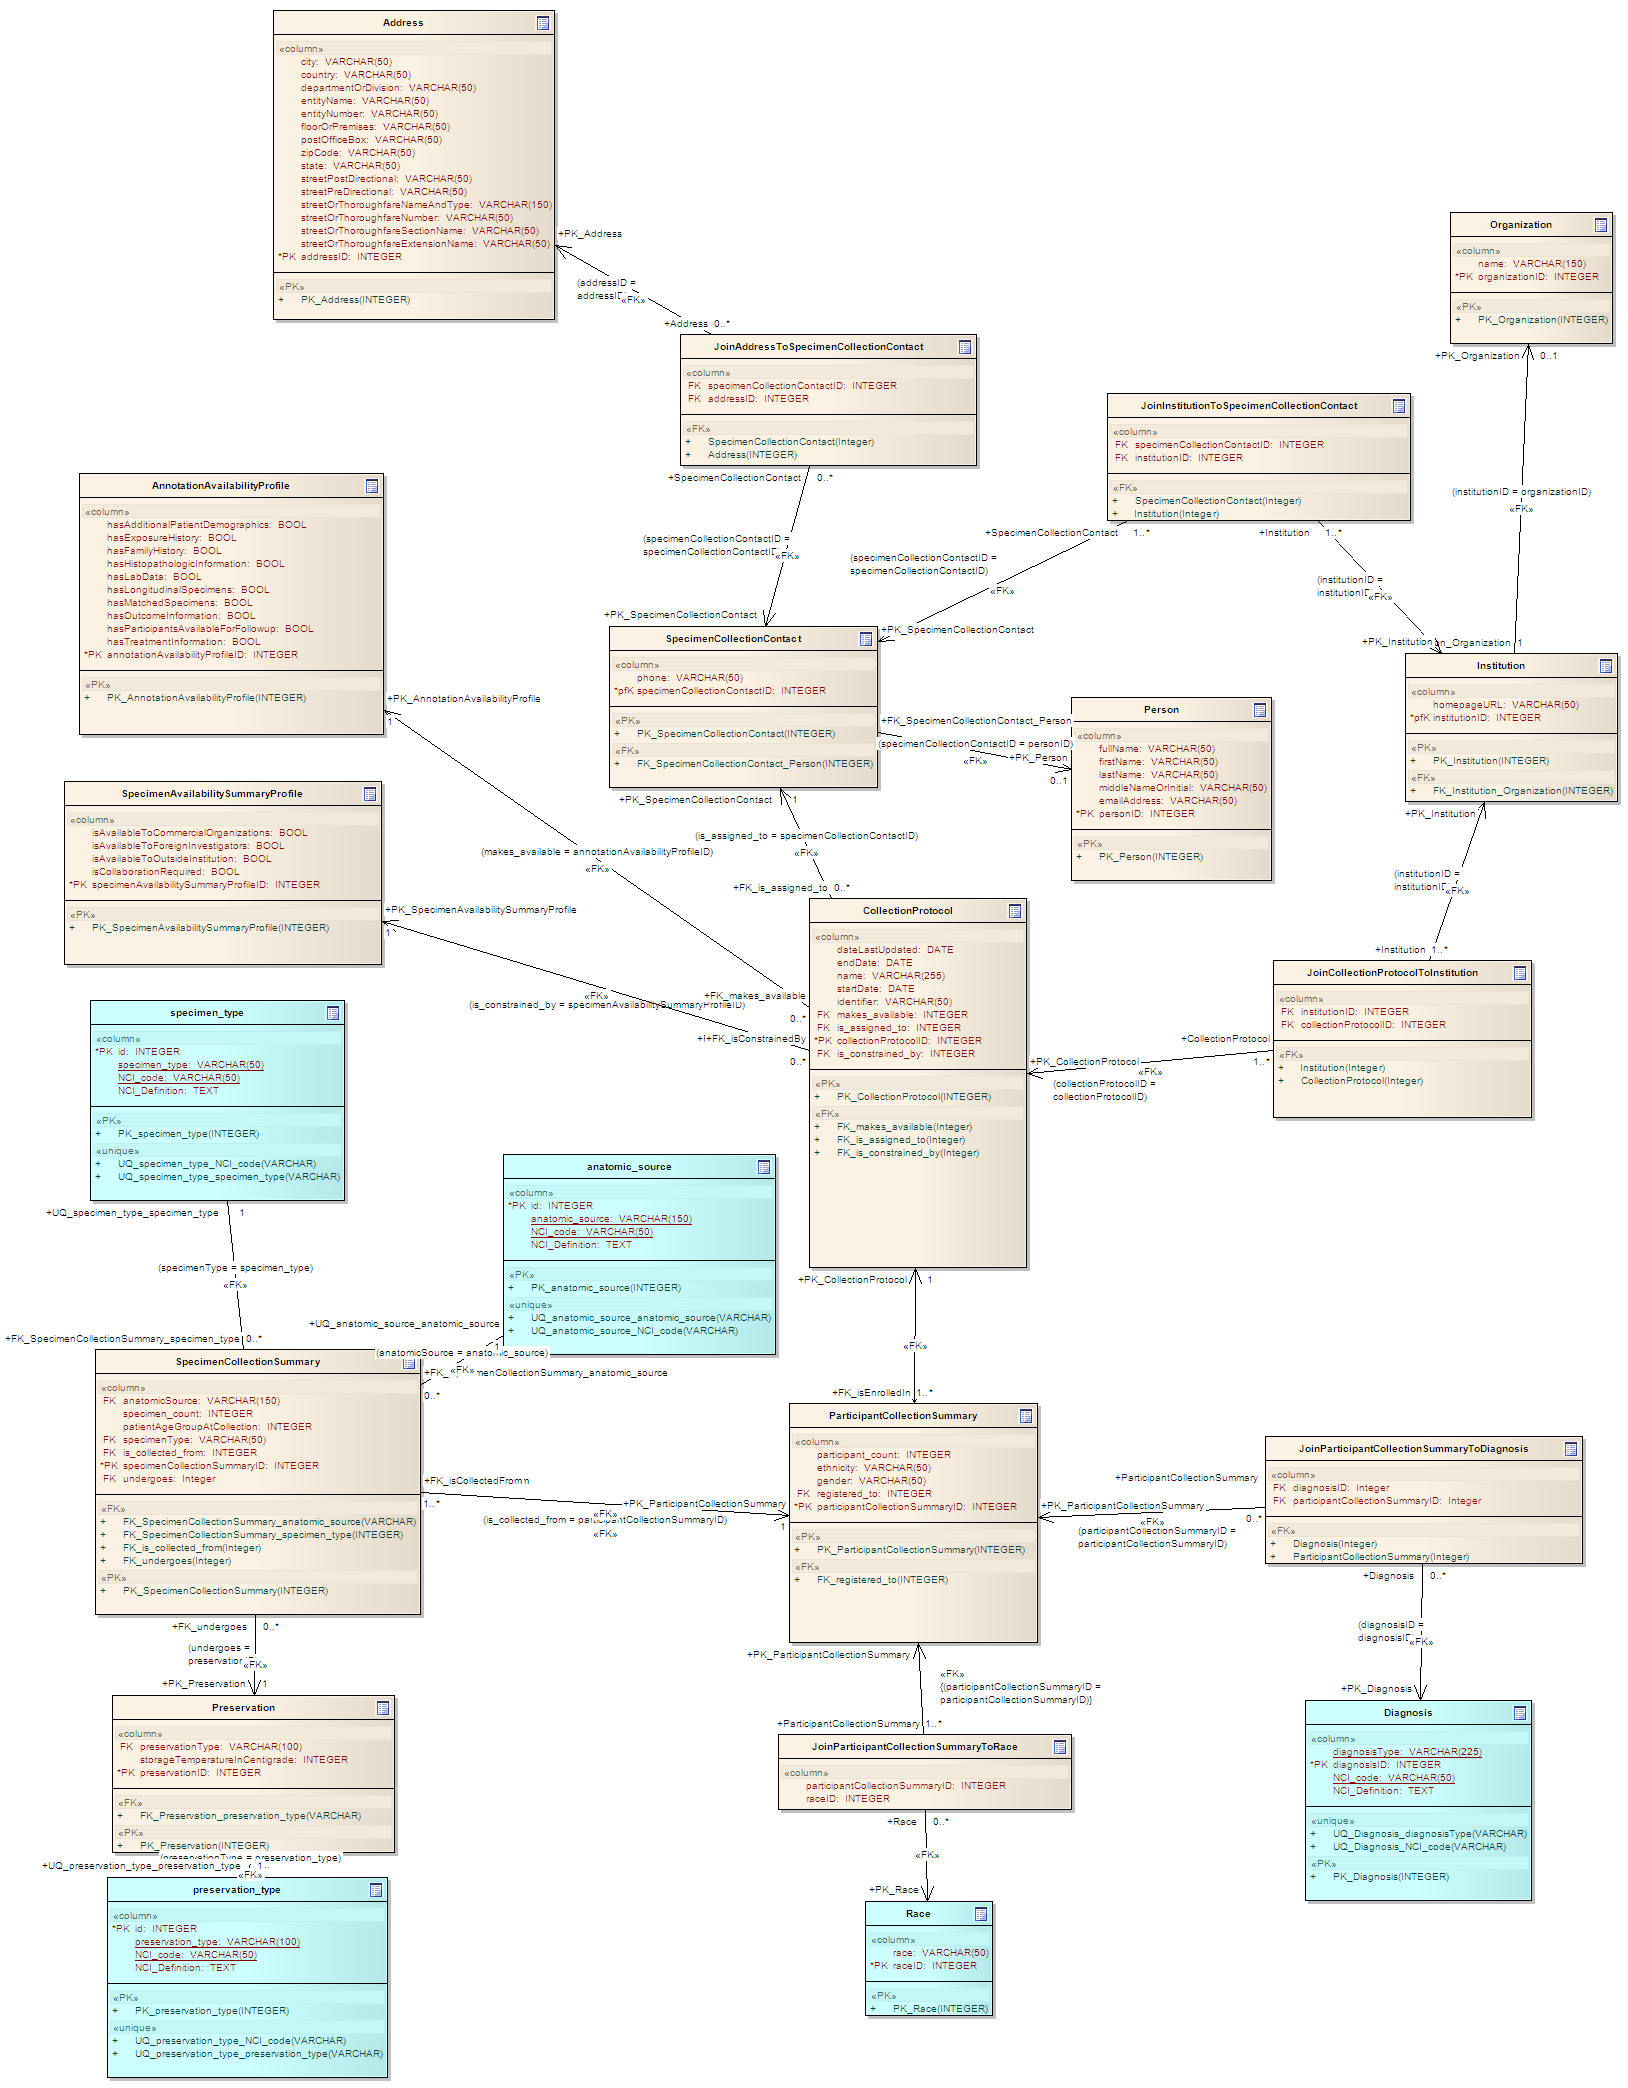 Address
«column»
city: VARCHAR(50)
country: VARCHAR(50)
departmentOrDivision: VARCHAR(50)
entityName: VARCHAR(50)
entityNumber: VARCHAR(50)
floorOrPremises: VARCHAR(50)
postOfficeBox: VARCHAR(50)
zipCode: VARCHAR(50)
state: VARCHAR(50)
streetPostDirectional: VARCHAR(50)
streetPreDirectional: VARCHAR(50)
streetOrThoroughfareNameAndType: VARCHAR(150)
streetOrThoroughfareNumber: VARCHAR(50)
streetOrThoroughfareSectionName: VARCHAR(50)
streetOrThoroughfareExtensionName: VARCHAR(50)
*PK addressID: INTEGER
«PK»
+ PK_Address(INTEGER)
+PK_Address
(addressID =
addressID
«FK»
+Address 0..*
Organization
«column»
name: VARCHAR(150)
*PK organizationID: INTEGER
«PK»
+ PK_Organization(INTEGER)
+PK_Organization 0..1
(institutionID = organizationID)
«FK»
JoinAddressToSpecimenCollectionContact
«column»
FK specimenCollectionContactID: INTEGER
FK addressID: INTEGER
«FK»
+ SpecimenCollectionContact(Integer)
+ Address(INTEGER)
+SpecimenCollectionContact 0..*
(specimenCollectionContactID =
specimenCollectionContactID
«FK»
+PK_SpecimenCollectionContact
JoinInstitutionToSpecimenCollectionContact
«column»
FK specimenCollectionContactID: INTEGER
FK institutionID: INTEGER
«FK»
+ SpecimenCollectionContact(Integer)
+ Institution(Integer)
+SpecimenCollectionContact 1..*
(specimenCollectionContactID =
specimenCollectionContactID)
«FK»
+PK_SpecimenCollectionContact
+Institution 1..*
(institutionID =
institutionID
«FK»
+PK_Institution
n_Organization 1
AnnotationAvailabilityProfile
«column»
hasAdditionalPatientDemographics: BOOL
hasExposureHistory: BOOL
hasFamilyHistory: BOOL
hasHistopathologicInformation: BOOL
hasLabData: BOOL
hasLongitudinalSpecimens: BOOL
hasMatchedSpecimens: BOOL
hasOutcomeInformation: BOOL
hasParticipantsAvailableForFollowup: BOOL
hasTreatmentInformation: BOOL
*PK annotationAvailabilityProfileID: INTEGER
«PK»
+ PK_AnnotationAvailabilityProfile(INTEGER)
+PK_AnnotationAvailabilityProfile
1
(makes_available = annotationAvailabilityProfileID)
«FK»
+FK_makes_available
0..*
SpecimenCollectionContact
«column»
phone: VARCHAR(50)
*pfK specimenCollectionContactID: INTEGER
«PK»
+ PK_SpecimenCollectionContact(INTEGER)
«FK»
+ FK_SpecimenCollectionContact_Person(INTEGER)
+FK_SpecimenCollectionContact_Person
(specimenCollectionContactID = personID)
«FK»
+PK_Person
0..1
Person
«column»
fullName: VARCHAR(50)
firstName: VARCHAR(50)
lastName: VARCHAR(50)
middleNameOrInitial: VARCHAR(50)
emailAddress: VARCHAR(50)
*PK personID: INTEGER
«PK»
+ PK_Person(INTEGER)
Institution
«column»
homepageURL: VARCHAR(50)
*pfK institutionID: INTEGER
«PK»
+ PK_Institution(INTEGER)
«FK»
+ FK_Institution_Organization(INTEGER)
+PK_Institution
(institutionID =
institutionID
«FK»
+Institution 1..*
SpecimenAvailabilitySummaryProfile
«column»
isAvailableToCommercialOrganizations: BOOL
isAvailableToForeignInvestigators: BOOL
isAvailableToOutsideInstitution: BOOL
isCollaborationRequired: BOOL
*PK specimenAvailabilitySummaryProfileID: INTEGER
«PK»
+ PK_SpecimenAvailabilitySummaryProfile(INTEGER)
+PK_SpecimenAvailabilitySummaryProfile
1
«FK»
(is_constrained_by = specimenAvailabilitySummaryProfileID)
+I+FK_isConstrainedBy
0..*
+PK_SpecimenCollectionContact 1
(is_assigned_to = specimenCollectionContactID)
«FK»
+FK_is_assigned_to 0..*
CollectionProtocol
«column»
dateLastUpdated: DATE
endDate: DATE
name: VARCHAR(255)
startDate: DATE
identifier: VARCHAR(50)
FK makes_available: INTEGER
FK is_assigned_to: INTEGER
*PK collectionProtocolID: INTEGER
FK is_constrained_by: INTEGER
«PK»
+ PK_CollectionProtocol(INTEGER)
«FK»
+ FK_makes_available(Integer)
+ FK_is_assigned_to(Integer)
+ FK_is_constrained_by(Integer)
JoinCollectionProtocolToInstitution
«column»
FK institutionID: INTEGER
FK collectionProtocolID: INTEGER
«FK»
+ Institution(Integer)
+ CollectionProtocol(Integer)
+CollectionProtocol
1..*
+PK_CollectionProtocol
«FK»
(collectionProtocolID =
collectionProtocolID)
specimen_type
«column»
*PK id: INTEGER
specimen_type: VARCHAR(50)
NCI_code: VARCHAR(50)
NCI_Definition: TEXT
«PK»
+ PK_specimen_type(INTEGER)
«unique»
+ UQ_specimen_type_NCI_code(VARCHAR)
+ UQ_specimen_type_specimen_type(VARCHAR)
+UQ_specimen_type_specimen_type 1
(specimenType = specimen_type)
«FK»
+FK_SpecimenCollectionSummary_specimen_type 0..*
anatomic_source
«column»
*PK id: INTEGER
anatomic_source: VARCHAR(150)
NCI_code: VARCHAR(50)
NCI_Definition: TEXT
«PK»
+ PK_anatomic_source(INTEGER)
«unique»
+ UQ_anatomic_source_anatomic_source(VARCHAR)
+ UQ_anatomic_source_NCI_code(VARCHAR)
+UQ_anatomic_source_anatomic_source
1
(anatomicSource = anatomic_source)
«FK»
+FK_ menCollectionSummary_anatomic_source
0..*
+PK_CollectionProtocol 1
«FK»
+FK_isEnrolledIn 1..*
SpecimenCollectionSummary
«column»
FK anatomicSource: VARCHAR(150)
specimen_count: INTEGER
patientAgeGroupAtCollection: INTEGER
FK specimenType: VARCHAR(50)
FK is_collected_from: INTEGER
*PK specimenCollectionSummaryID: INTEGER
FK undergoes: Integer
«FK»
+ FK_SpecimenCollectionSummary_anatomic_source(VARCHAR)
+ FK_SpecimenCollectionSummary_specimen_type(INTEGER)
+ FK_is_collected_from(Integer)
+ FK_undergoes(Integer)
«PK»
+ PK_SpecimenCollectionSummary(INTEGER)
+FK_isCollectedFrom
1..*
+PK_ParticipantCollectionSummary
«FK»
(is_collected_from = participantCollectionSummaryID)
«FK»
1
ParticipantCollectionSummary
«column»
participant_count: INTEGER
ethnicity: VARCHAR(50)
gender: VARCHAR(50)
FK registered_to: INTEGER
*PK participantCollectionSummaryID: INTEGER
«PK»
+ PK_ParticipantCollectionSummary(INTEGER)
«FK»
+ FK_registered_to(INTEGER)
JoinParticipantCollectionSummaryToDiagnosis
«column»
FK diagnosisID: Integer
FK participantCollectionSummaryID: Integer
«FK»
+ Diagnosis(Integer)
+ ParticipantCollectionSummary(Integer)
+ParticipantCollectionSummary
0..*
+PK_ParticipantCollectionSummary
«FK»
(participantCollectionSummaryID =
participantCollectionSummaryID)
+Diagnosis 0..*
(diagnosisID =
diagnosisID
«FK»
+PK_Diagnosis
+FK_undergoes 0..*
(undergoes =
preservation
«FK»
+PK_Preservation 1
Preservation
«column»
FK preservationType: VARCHAR(100)
storageTemperatureInCentigrade: INTEGER
*PK preservationID: INTEGER
«FK»
+ FK_Preservation_preservation_type(VARCHAR)
«PK»
+ PK_Preservation(INTEGER)
(preservationType = preservation_type)
+UQ_preservation_type_preservation_type 1..
«FK»
preservation_type
«column»
*PK id: INTEGER
preservation_type: VARCHAR(100)
NCI_code: VARCHAR(50)
NCI_Definition: TEXT
«PK»
+ PK_preservation_type(INTEGER)
«unique»
+ UQ_preservation_type_NCI_code(VARCHAR)
+ UQ_preservation_type_preservation_type(VARCHAR)
+PK_ParticipantCollectionSummary
«FK»
{(participantCollectionSummaryID =
participantCollectionSummaryID)}
+ParticipantCollectionSummary 1..*
JoinParticipantCollectionSummaryToRace
«column»
participantCollectionSummaryID: INTEGER
raceID: INTEGER
+Race 0..*
«FK»
+PK_Race
Race
«column»
race: VARCHAR(50)
*PK raceID: INTEGER
«PK»
+ PK_Race(INTEGER)
Diagnosis
«column»
diagnosisType: VARCHAR(225)
*PK diagnosisID: INTEGER
NCI_code: VARCHAR(50)
NCI_Definition: TEXT
«unique»
+ UQ_Diagnosis_diagnosisType(VARCHAR)
+ UQ_Diagnosis_NCI_code(VARCHAR)
«PK»
+ PK_Diagnosis(INTEGER)